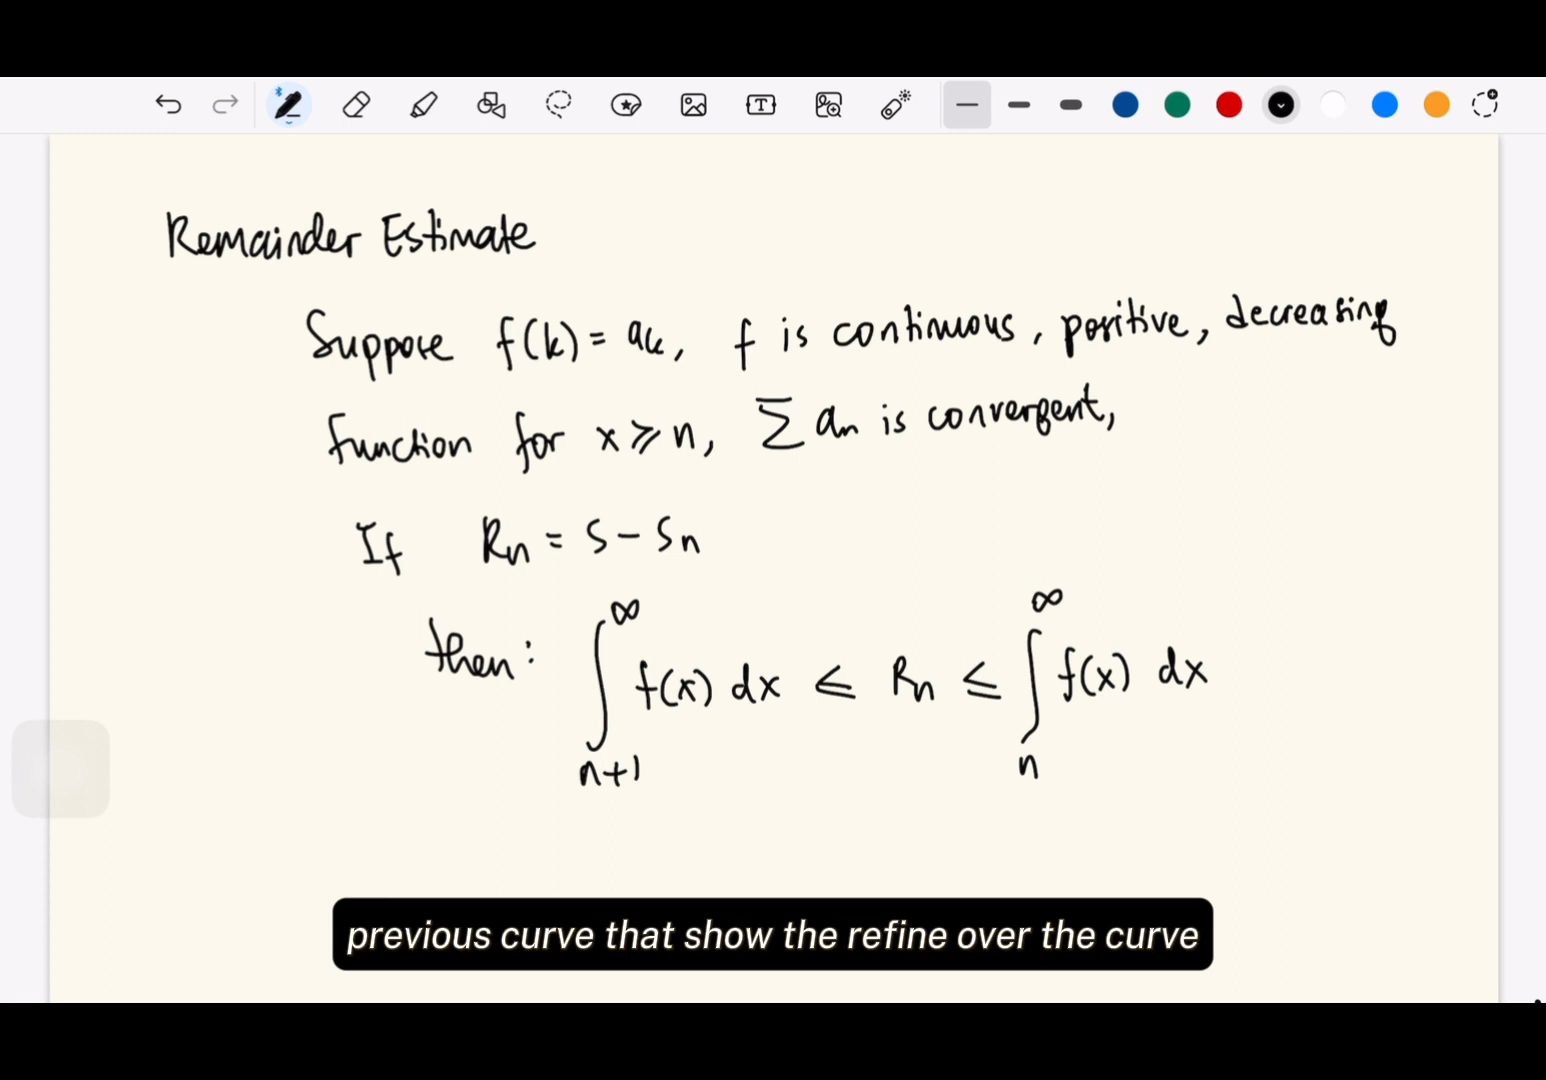 Remainder Estimate
Suppose f(k) = ak, f is continuous, positive, decreasing
function for x ≥ n, Σ an is convergent,
If Rn = s - sn
then: ∫_{n+1}^{∞} f(x) dx ≤ Rn ≤ ∫_{n}^{∞} f(x) dx
previous curve that show the refine over the curve